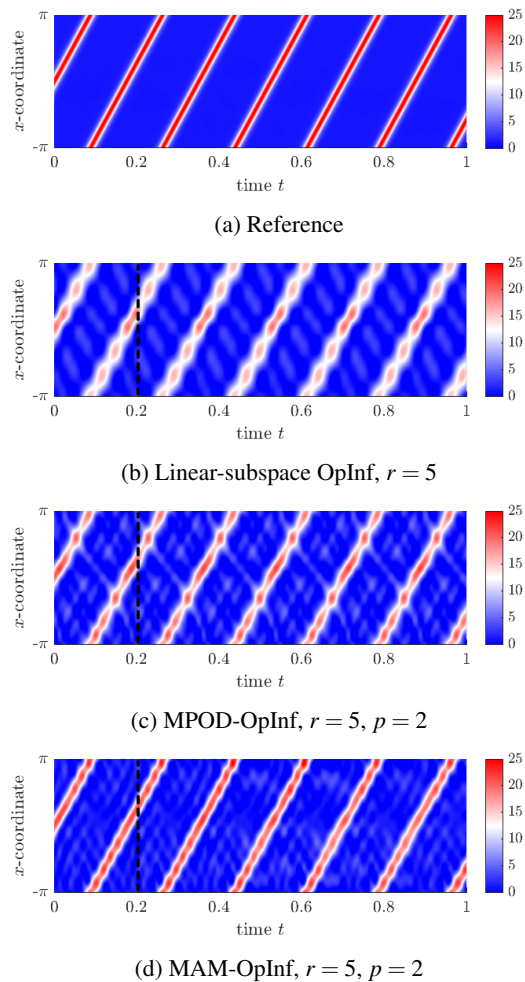 π
x-coordinate
-π
0 0.2 0.4 0.6 0.8 1
time t
25
20
15
10
5
0
(a) Reference
π
x-coordinate
-π
0 0.2 0.4 0.6 0.8 1
time t
25
20
15
10
5
0
(b) Linear-subspace OpInf, r = 5
π
x-coordinate
-π
0 0.2 0.4 0.6 0.8 1
time t
25
20
15
10
5
0
(c) MPOD-OpInf, r = 5, p = 2
π
x-coordinate
-π
0 0.2 0.4 0.6 0.8 1
time t
25
20
15
10
5
0
(d) MAM-OpInf, r = 5, p = 2